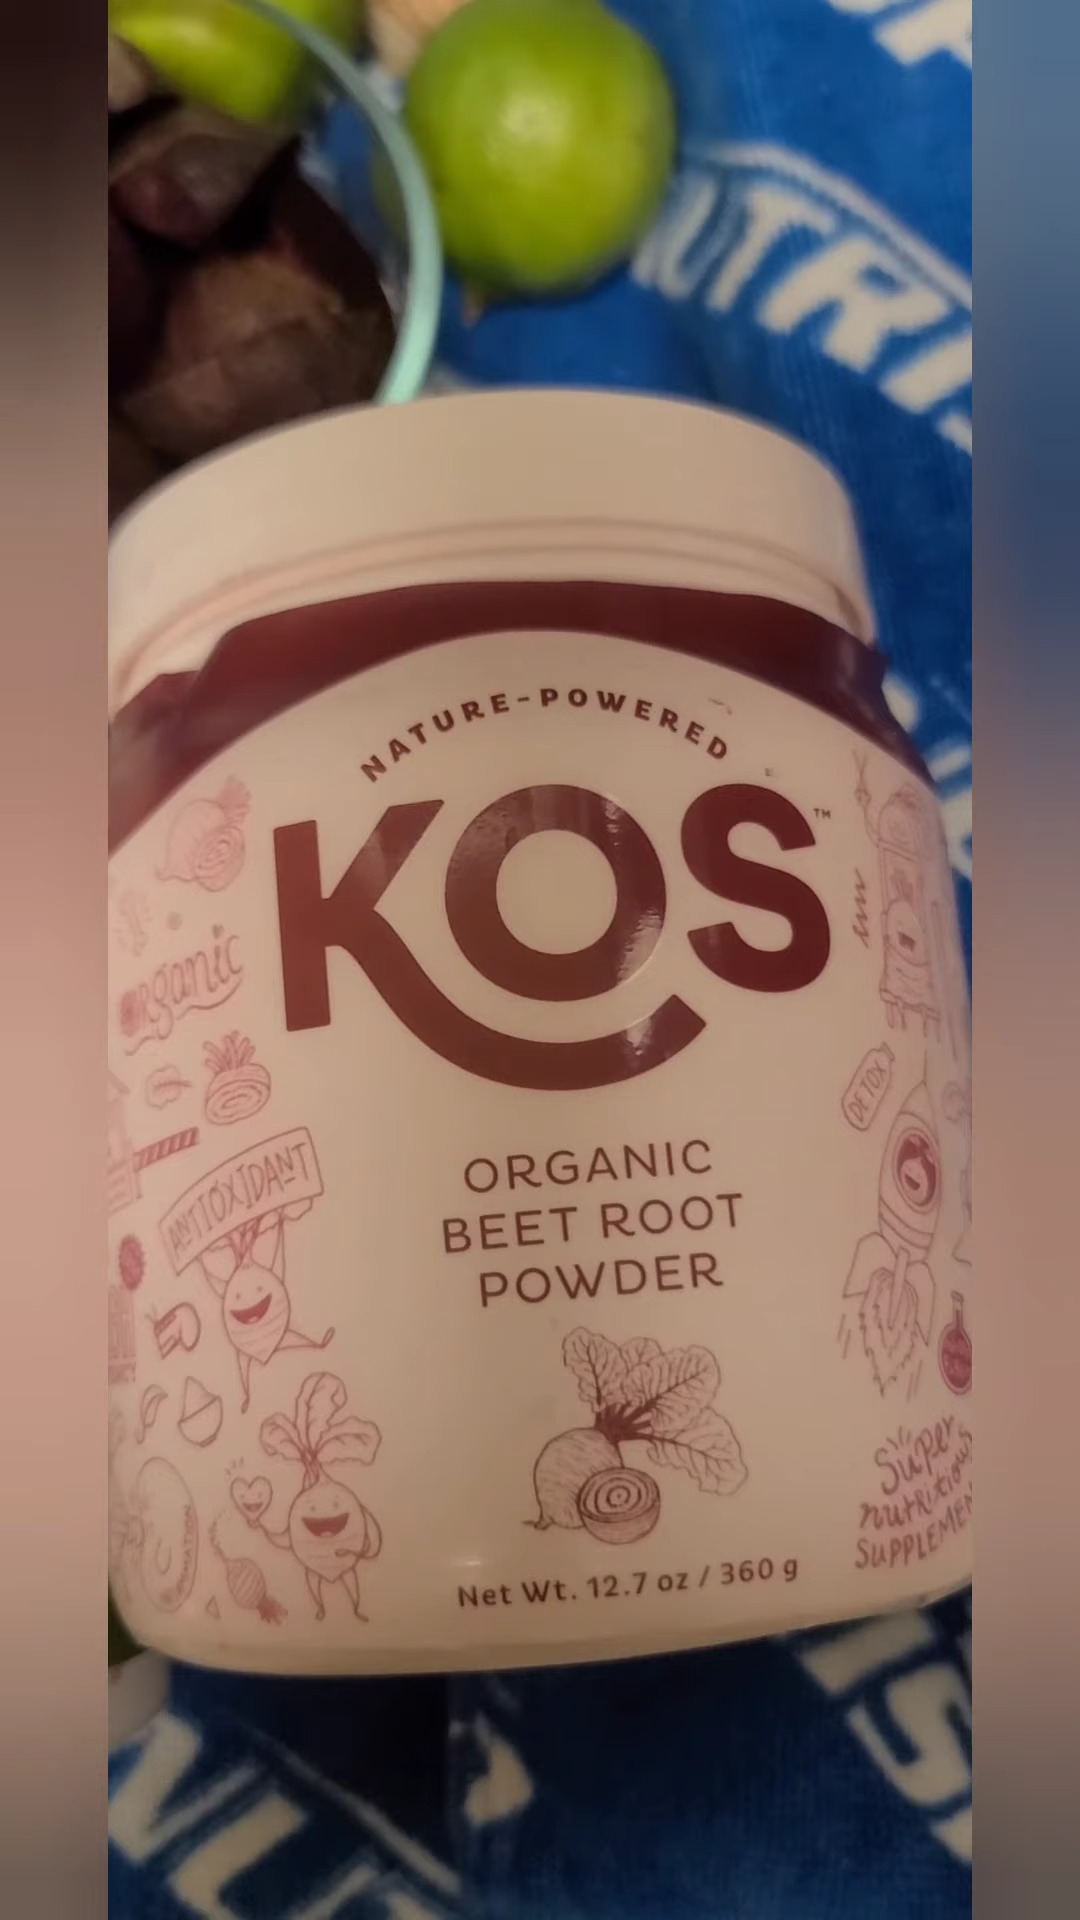 NATURE-POWERED
KOS™
ORGANIC
BEET ROOT
POWDER
Net Wt. 12.7 oz / 360 g
organic
ANTIOXIDANT
DETOX
Super
nutritious
SUPPLEMENT
NUTRI